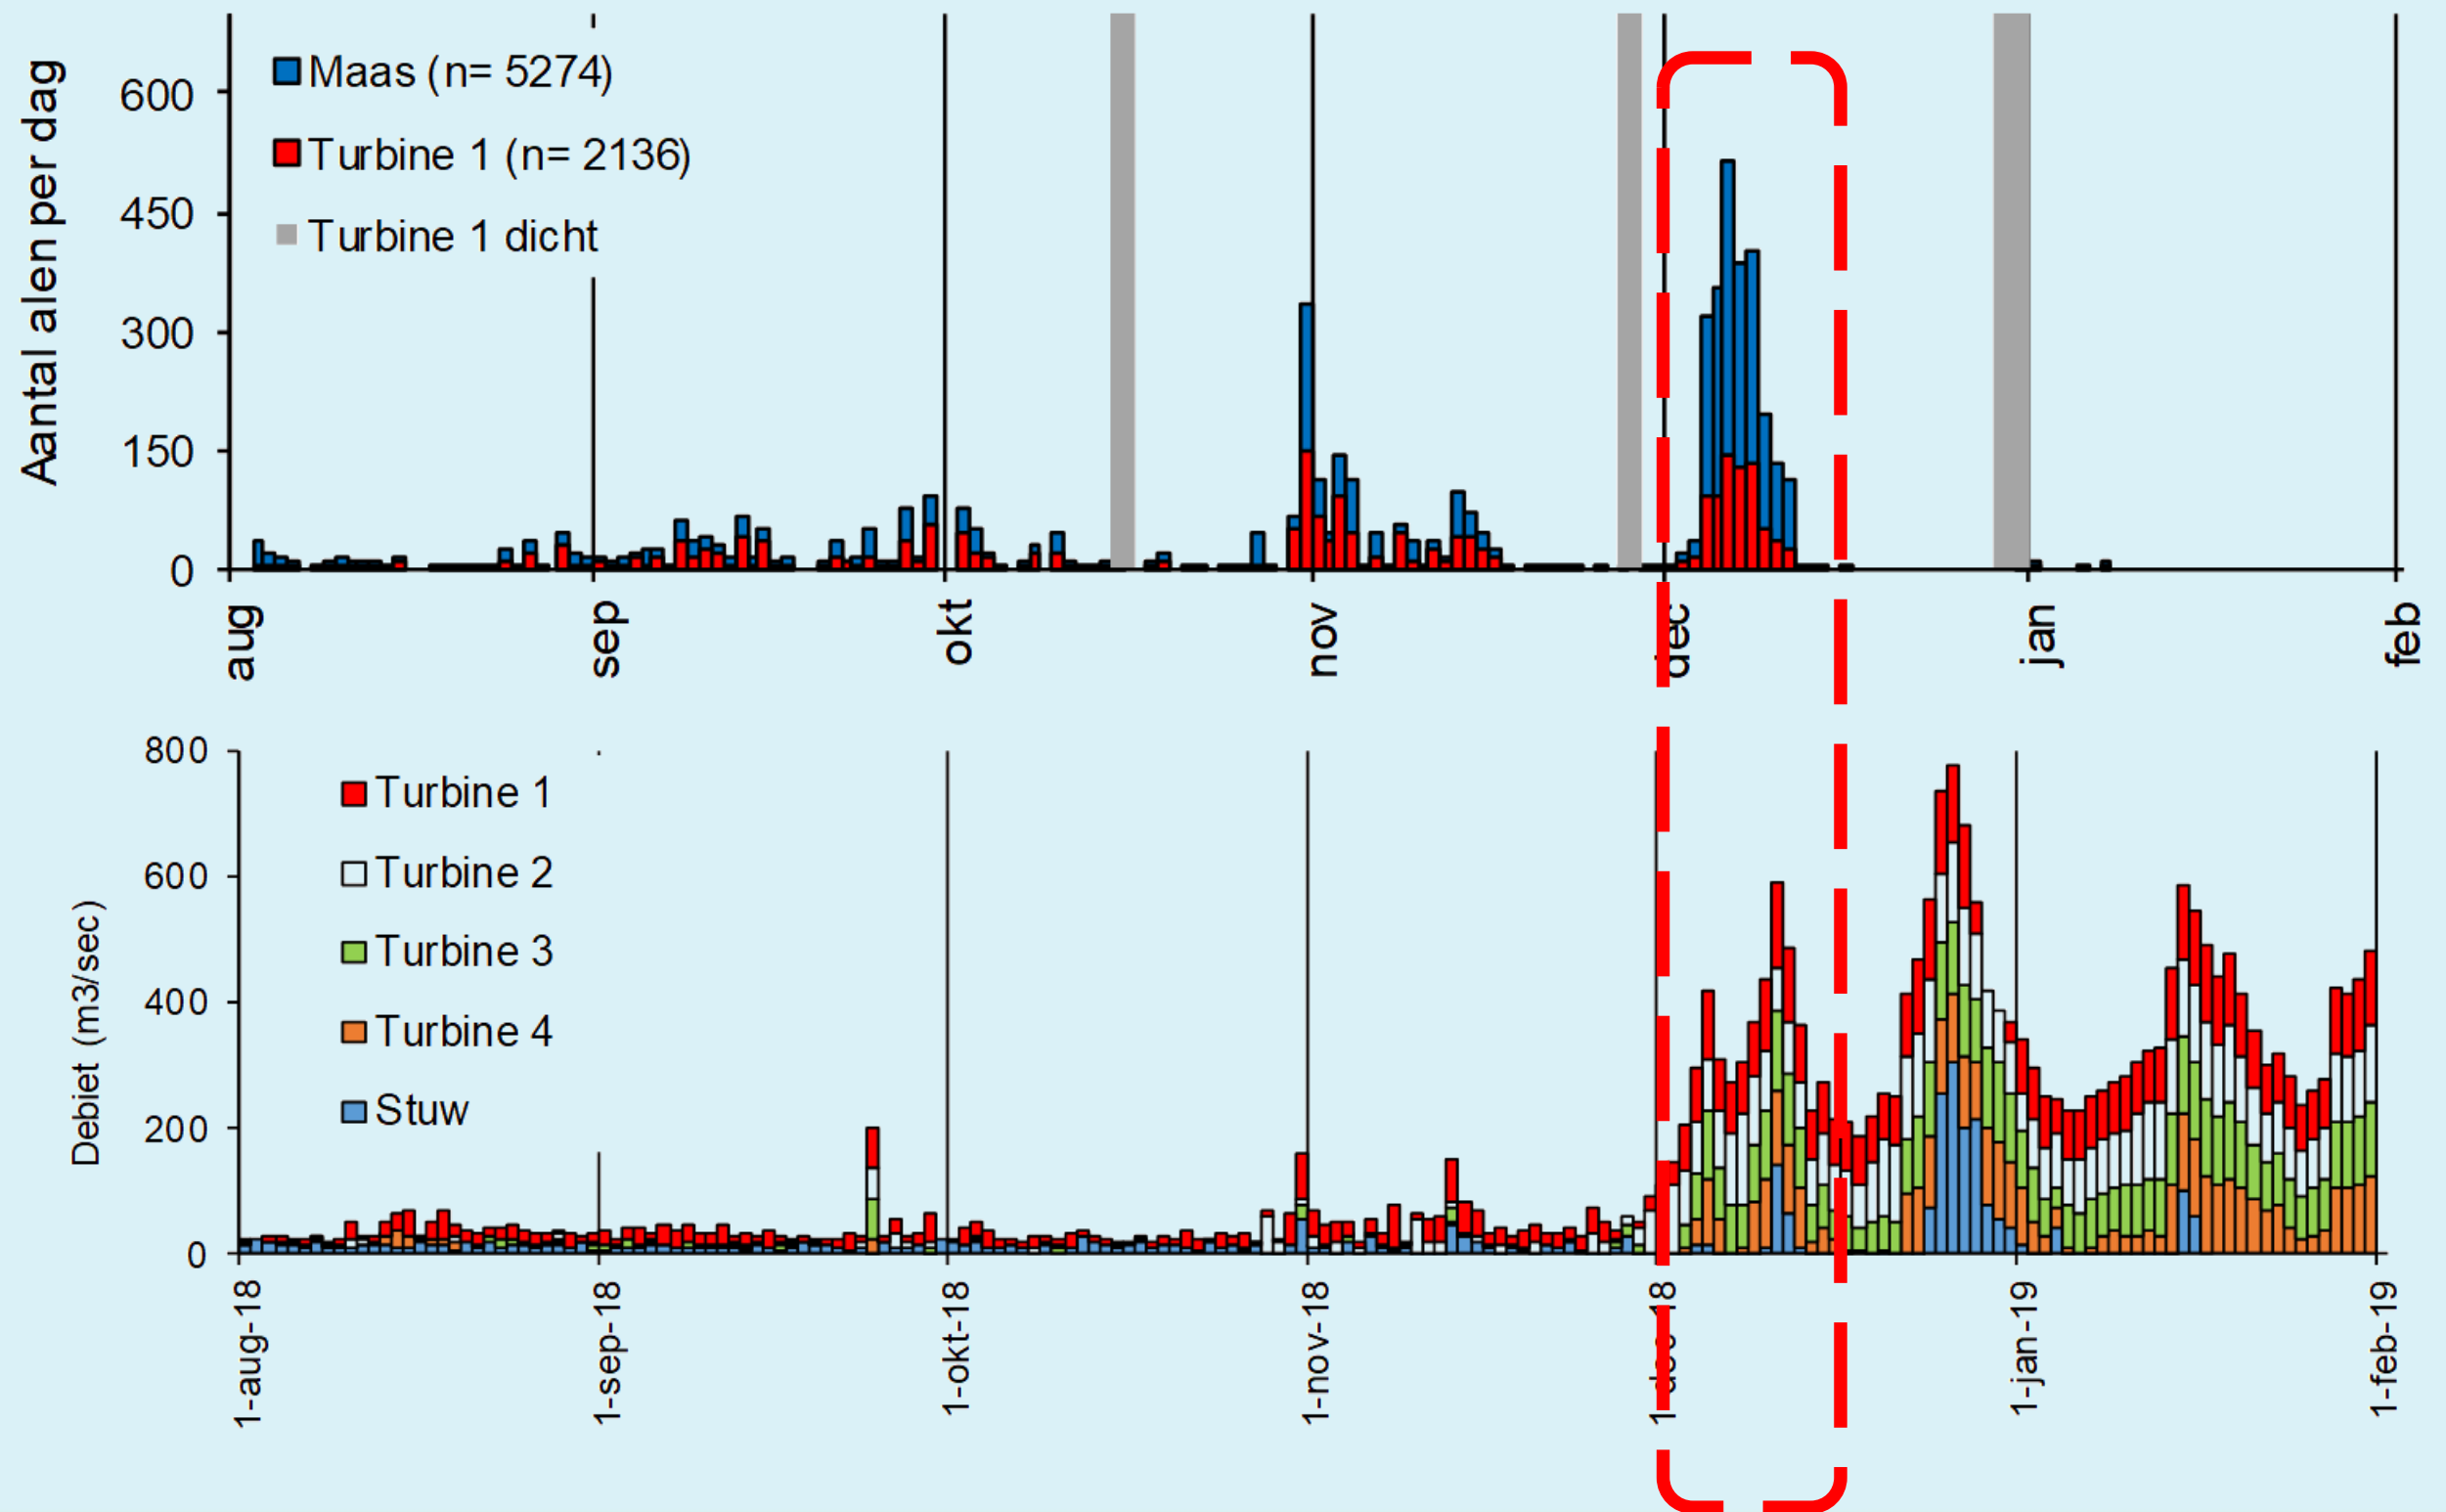 Aantal alen per dag
600
450
300
150
0
Maas (n= 5274)
Turbine 1 (n= 2136)
Turbine 1 dicht
aug
sep
okt
nov
dec
jan
feb
Debiet (m3/sec)
800
600
400
200
0
Turbine 1
Turbine 2
Turbine 3
Turbine 4
Stuw
1-aug-18
1-sep-18
1-okt-18
1-nov-18
1-dec-18
1-jan-19
1-feb-19